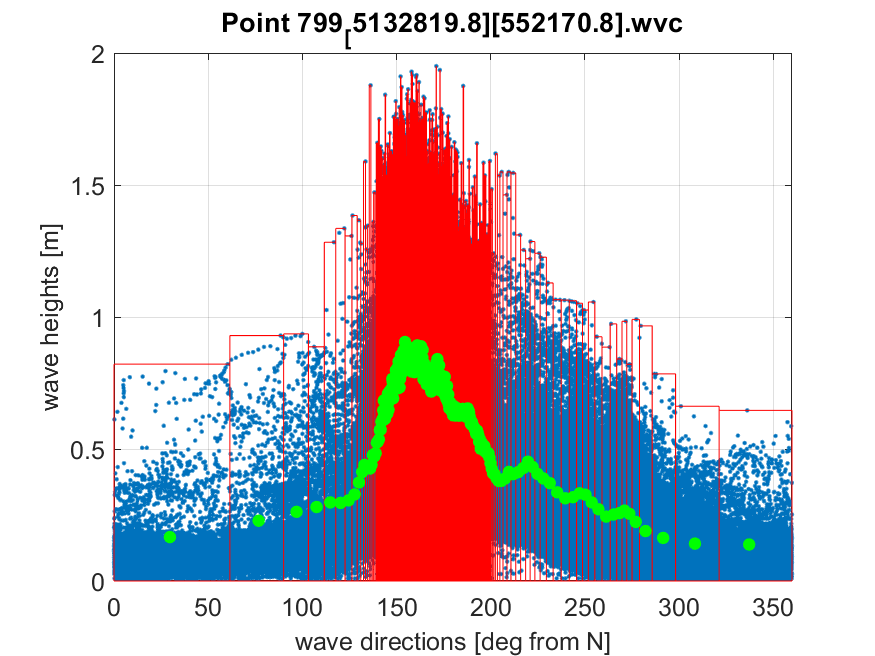 Point 799[5132819.8][552170.8].wvc
2
1.5
1
0.5
0
0 50 100 150 200 250 300 350
wave heights [m]
wave directions [deg from N]